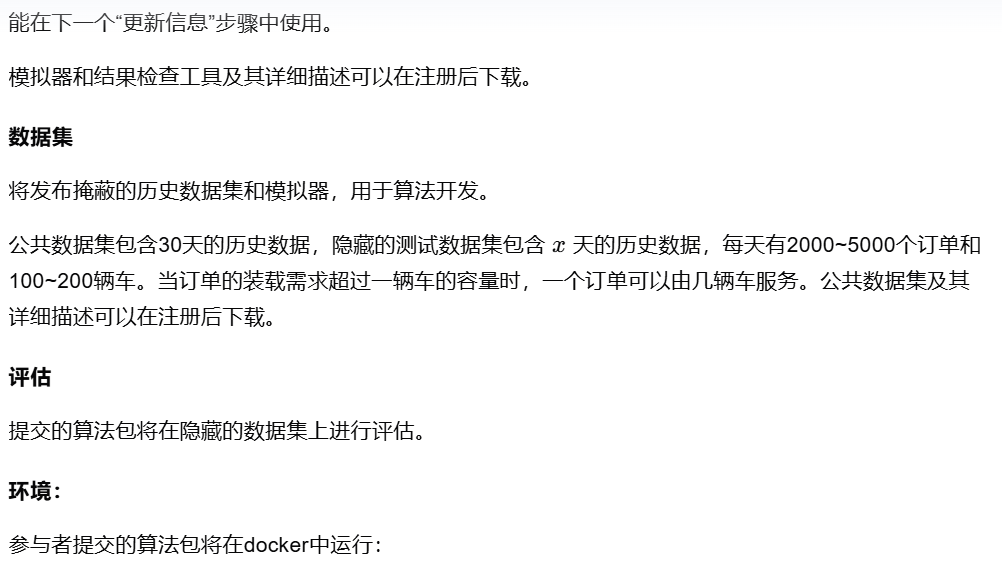 能在下一个“更新信息”步骤中使用。
模拟器和结果检查工具及其详细描述可以在注册后下载。
数据集
将发布掩蔽的历史数据集和模拟器，用于算法开发。
公共数据集包含30天的历史数据，隐藏的测试数据集包含 x 天的历史数据，每天有2000~5000个订单和
100~200辆车。当订单的装载需求超过一辆车的容量时，一个订单可以由几辆车服务。公共数据集及其
详细描述可以在注册后下载。
评估
提交的算法包将在隐藏的数据集上进行评估。
环境：
参与者提交的算法包将在docker中运行：